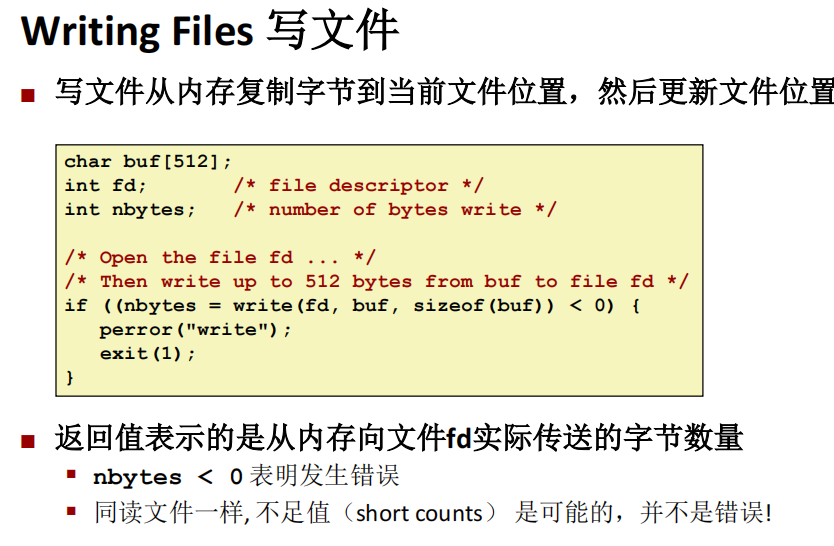 Writing Files 写文件
■ 写文件从内存复制字节到当前文件位置，然后更新文件位置
char buf[512];
int fd;       /* file descriptor */
int nbytes;   /* number of bytes write */
/* Open the file fd ... */
/* Then write up to 512 bytes from buf to file fd */
if ((nbytes = write(fd, buf, sizeof(buf)) < 0) {
   perror("write");
   exit(1);
}
■ 返回值表示的是从内存向文件fd实际传送的字节数量
▪ nbytes < 0 表明发生错误
▪ 同读文件一样, 不足值（short counts） 是可能的，并不是错误!